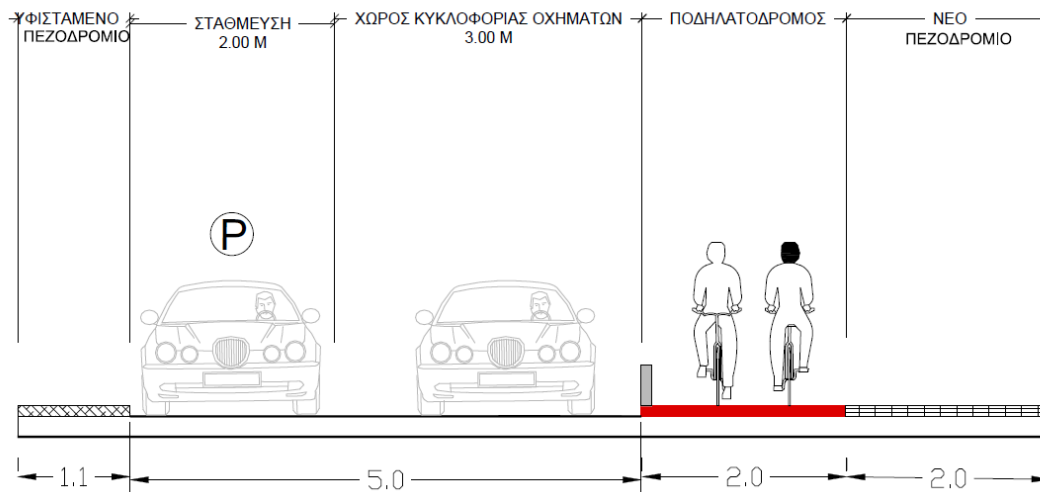 ΥΦΙΣΤΑΜΕΝΟ
ΠΕΖΟΔΡΟΜΙΟ
ΣΤΑΘΜΕΥΣΗ
2.00 Μ
ΧΩΡΟΣ ΚΥΚΛΟΦΟΡΙΑΣ ΟΧΗΜΑΤΩΝ
3.00 Μ
ΠΟΔΗΛΑΤΟΔΡΟΜΟΣ
ΝΕΟ
ΠΕΖΟΔΡΟΜΙΟ
P
1.1
5.0
2.0
2.0